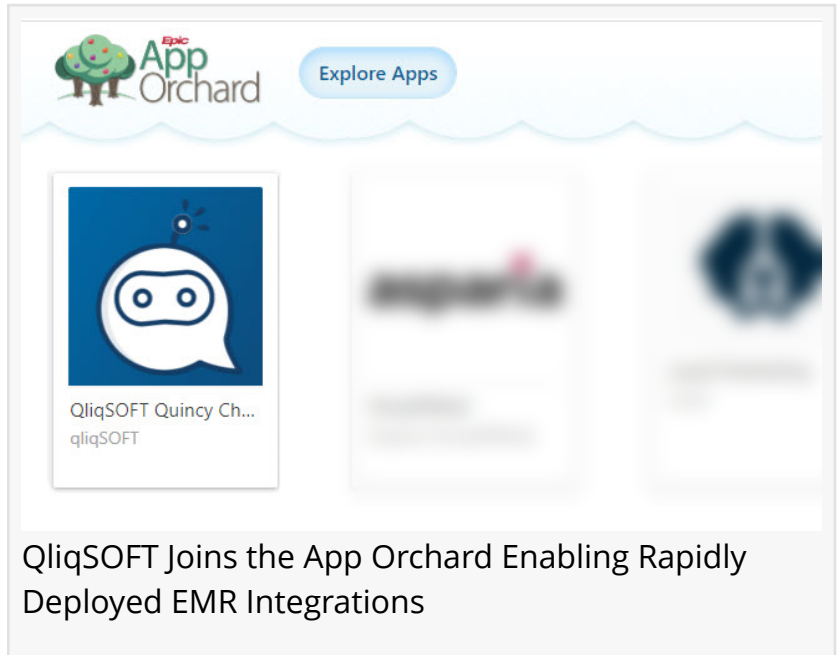 Epic
App
Orchard
Explore Apps
QliqSOFT Quincy Ch...
qliqSOFT
QliqSOFT Joins the App Orchard Enabling Rapidly
Deployed EMR Integrations